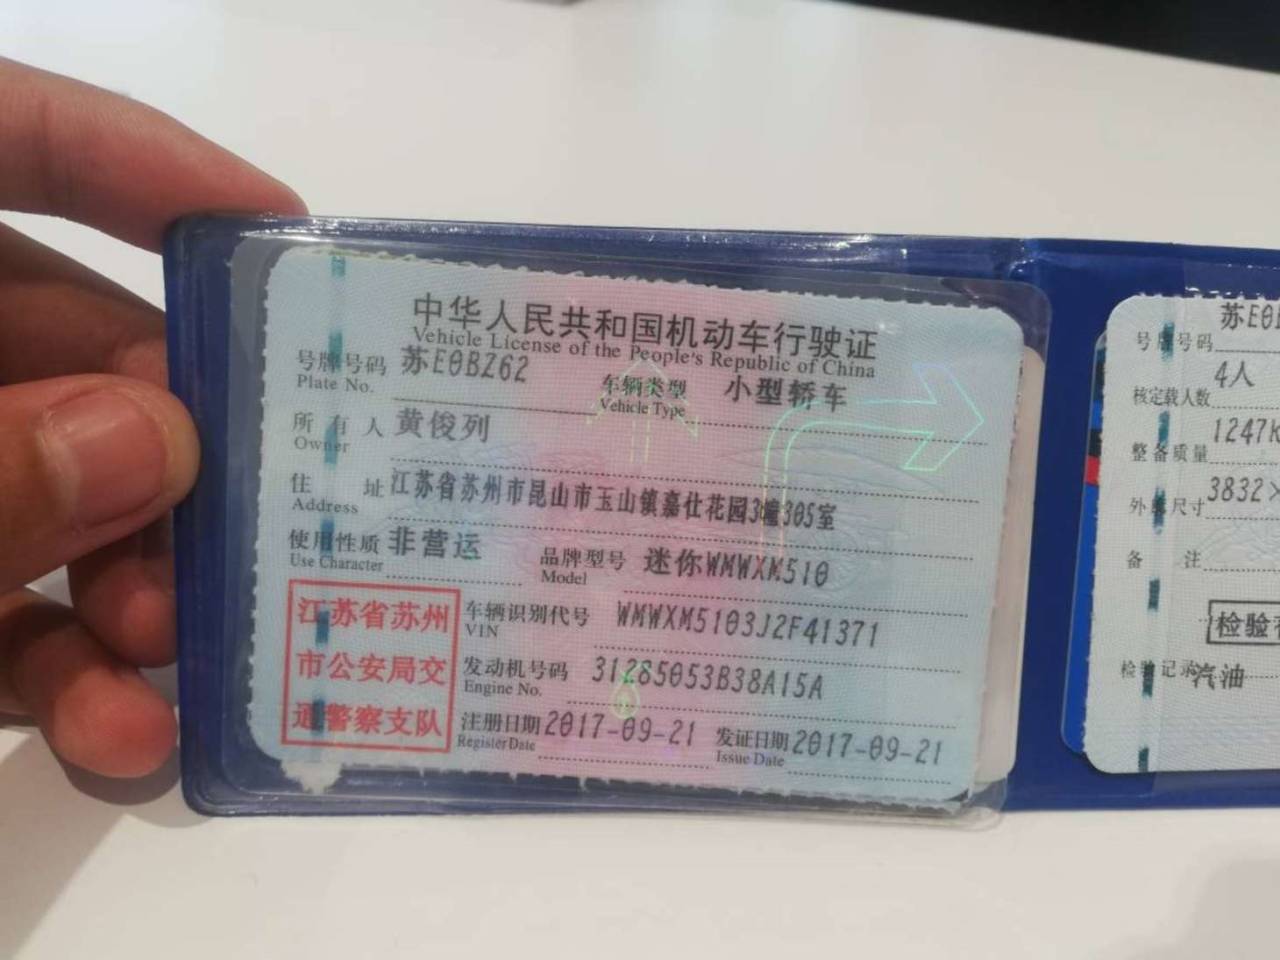 中华人民共和国机动车行驶证
Vehicle License of the People's Republic of China
号牌号码 苏E0BZ62 车辆类型 小型轿车
Plate No. Vehicle Type
所有人 黄俊列
Owner
住址 江苏省苏州市昆山市玉山镇嘉仕花园3幢305室
Address
使用性质 非营运 品牌型号 迷你WMWXM510
Use Character Model
江苏省苏州
市公安局交
通警察支队
车辆识别代号 WMWXM5103J2F41371
VIN
发动机号码 31285053B38A15A
Engine No.
注册日期 2017-09-21 发证日期 2017-09-21
Register Date Issue Date
号牌号码 苏E0B
核定载人数 4人
整备质量 1247K
外廓尺寸 3832×
备注
检验
检验记录 汽油